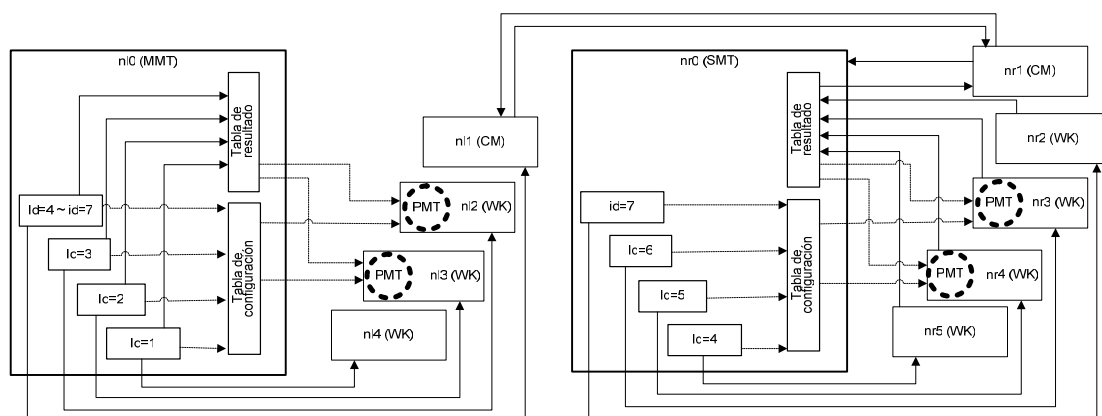 nl0 (MMT)
Tabla de
resultado
Id=4~id=7
Ic=3
Ic=2
Ic=1
Tabla de
configuración
nl1 (CM)
PMT
nl2 (WK)
PMT
nl3 (WK)
nl4 (WK)
nr0 (SMT)
Tabla de
resultado
id=7
Ic=6
Ic=5
Ic=4
Tabla de
configuración
nr1 (CM)
nr2 (WK)
PMT
nr3 (WK)
PMT
nr4 (WK)
nr5 (WK)